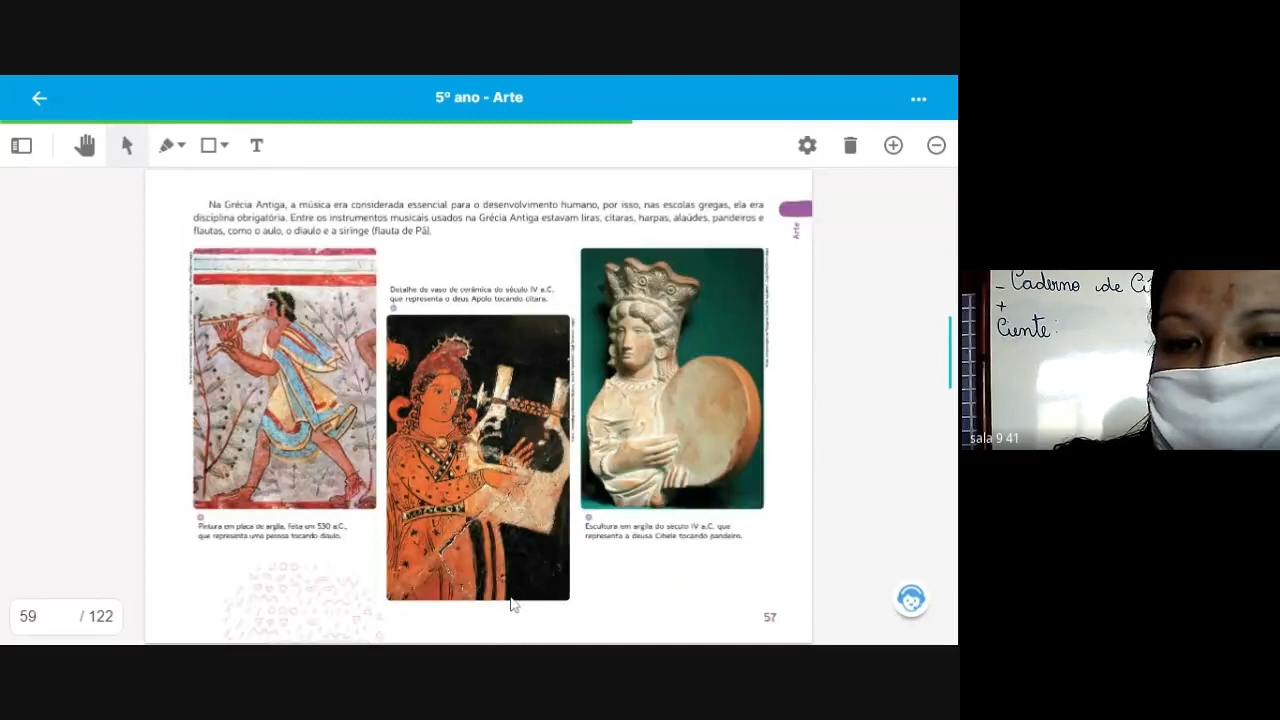 5º ano - Arte
T
Na Grécia Antiga, a música era considerada essencial para o desenvolvimento humano, por isso, nas escolas gregas, ela era
disciplina obrigatória. Entre os instrumentos musicais usados na Grécia Antiga estavam liras, cítaras, harpas, alaúdes, pandeiros e
flautas, como o aulo, o diaulo e a siringe (flauta de Pã).
Arte
Detalhe de vaso de cerâmica do século IV a.C.
que representa o deus Apolo tocando cítara.
Pintura em placa de argila, feita em 530 a.C.,
que representa uma pessoa tocando diaulo.
Escultura em argila do século IV a.C. que
representa a deusa Cibele tocando pandeiro.
59 / 122
57
- Caderno de Ci
+
Ciente:
sala 9 41